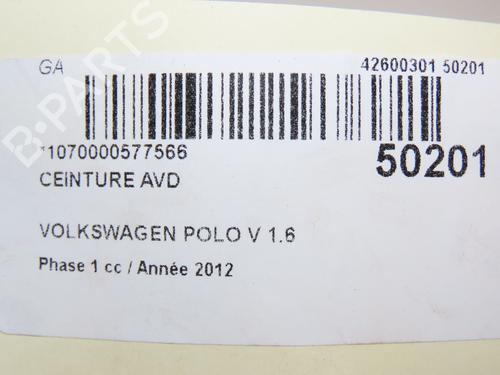 GA
42600301 50201
*1070000577566
50201
CEINTURE AVD
VOLKSWAGEN POLO V 1.6
Phase 1 cc / Année 2012
B-PARTS